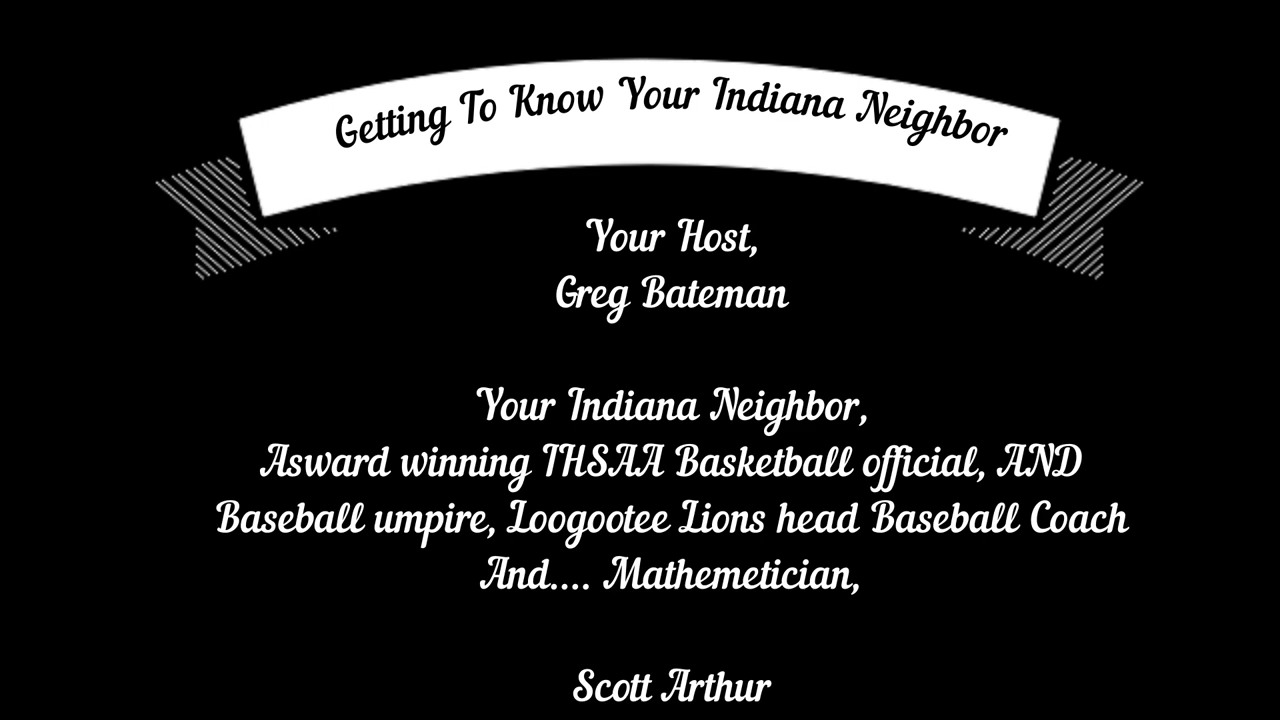 Getting To Know Your Indiana Neighbor
Your Host,
Greg Bateman
Your Indiana Neighbor,
Asward winning IHSAA Basketball official, AND
Baseball umpire, Loogootee Lions head Baseball Coach
And.... Mathemetician,
Scott Arthur